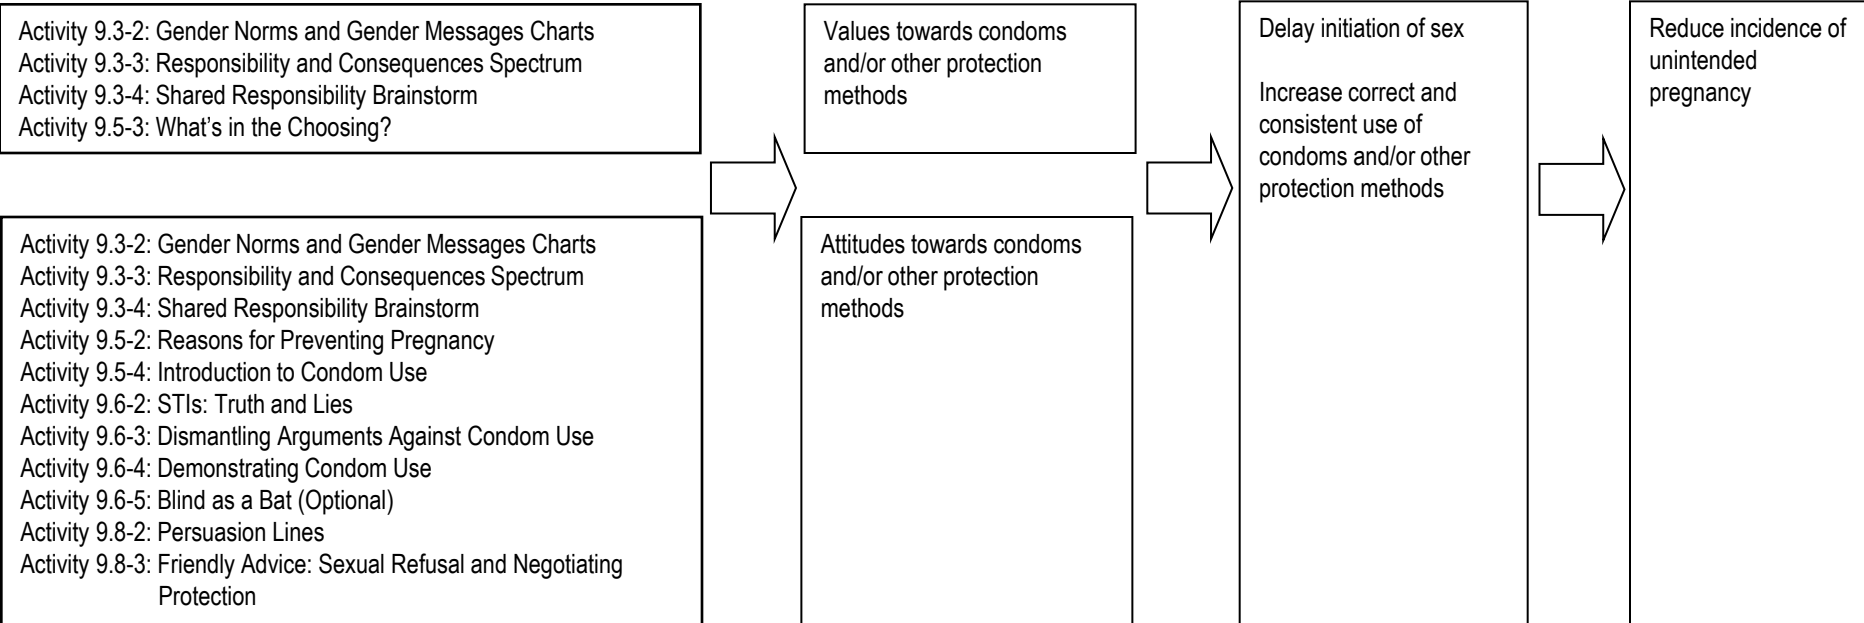 Activity 9.3-2: Gender Norms and Gender Messages Charts
Activity 9.3-3: Responsibility and Consequences Spectrum
Activity 9.3-4: Shared Responsibility Brainstorm
Activity 9.5-3: What's in the Choosing?
Values towards condoms
and/or other protection
methods
Activity 9.3-2: Gender Norms and Gender Messages Charts
Activity 9.3-3: Responsibility and Consequences Spectrum
Activity 9.3-4: Shared Responsibility Brainstorm
Activity 9.5-2: Reasons for Preventing Pregnancy
Activity 9.5-4: Introduction to Condom Use
Activity 9.6-2: STIs: Truth and Lies
Activity 9.6-3: Dismantling Arguments Against Condom Use
Activity 9.6-4: Demonstrating Condom Use
Activity 9.6-5: Blind as a Bat (Optional)
Activity 9.8-2: Persuasion Lines
Activity 9.8-3: Friendly Advice: Sexual Refusal and Negotiating
Protection
Attitudes towards condoms
and/or other protection
methods
Delay initiation of sex
Increase correct and
consistent use of
condoms and/or other
protection methods
Reduce incidence of
unintended
pregnancy